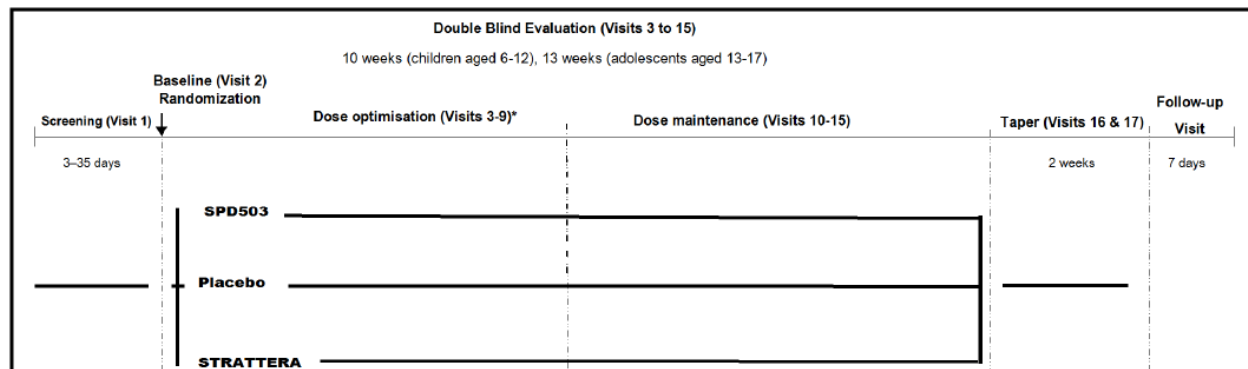 Double Blind Evaluation (Visits 3 to 15)
10 weeks (children aged 6-12), 13 weeks (adolescents aged 13-17)
Baseline (Visit 2)
Randomization
Screening (Visit 1)
Dose optimisation (Visits 3-9)*
Dose maintenance (Visits 10-15)
Taper (Visits 16 & 17)
Follow-up
Visit
3–35 days
2 weeks
7 days
SPD503
Placebo
STRATTERA